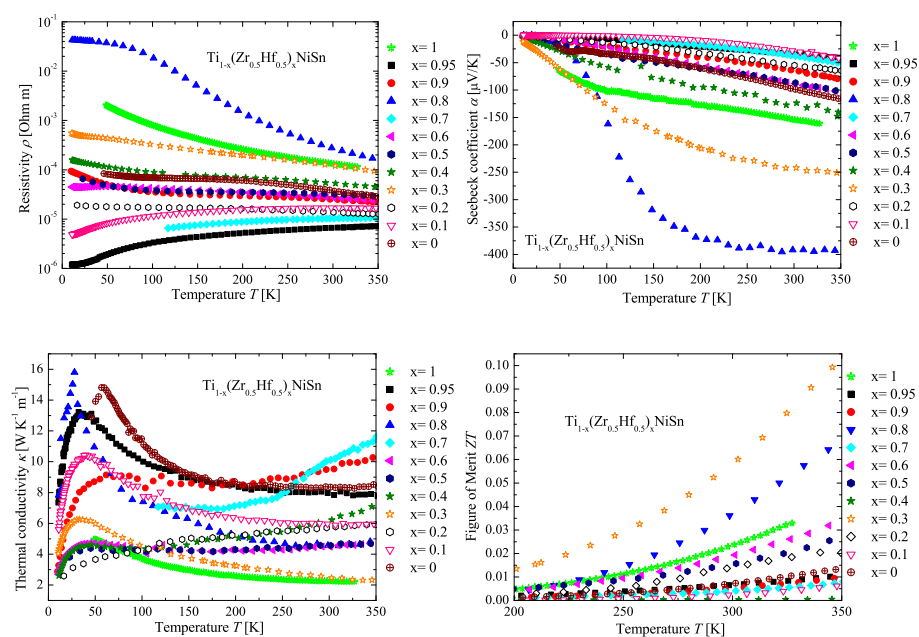 Ti1-x(Zr0.5Hf0.5)xNiSn
Resistivity ρ [Ohm m]
10-1
10-2
10-3
10-4
10-5
10-6
0 50 100 150 200 250 300 350
Temperature T [K]
x= 1
x= 0.95
x= 0.9
x= 0.8
x= 0.7
x= 0.6
x= 0.5
x= 0.4
x= 0.3
x= 0.2
x= 0.1
x= 0
Seebeck coefficient α [μV/K]
0
-50
-100
-150
-200
-250
-300
-350
-400
Ti1-x(Zr0.5Hf0.5)xNiSn
0 50 100 150 200 250 300 350
Temperature T [K]
x= 1
x= 0.95
x= 0.9
x= 0.8
x= 0.7
x= 0.6
x= 0.5
x= 0.4
x= 0.3
x= 0.2
x= 0.1
x= 0
Thermal conductivity κ [W K-1 m-1]
16
14
12
10
8
6
4
2
Ti1-x(Zr0.5Hf0.5)xNiSn
0 50 100 150 200 250 300 350
Temperature T [K]
x= 1
x= 0.95
x= 0.9
x= 0.8
x= 0.7
x= 0.6
x= 0.5
x= 0.4
x= 0.3
x= 0.2
x= 0.1
x= 0
Figure of Merit ZT
0.10
0.09
0.08
0.07
0.06
0.05
0.04
0.03
0.02
0.01
0.00
Ti1-x(Zr0.5Hf0.5)xNiSn
200 250 300 350
Temperature T [K]
x= 1
x= 0.95
x= 0.9
x= 0.8
x= 0.7
x= 0.6
x= 0.5
x= 0.4
x= 0.3
x= 0.2
x= 0.1
x= 0